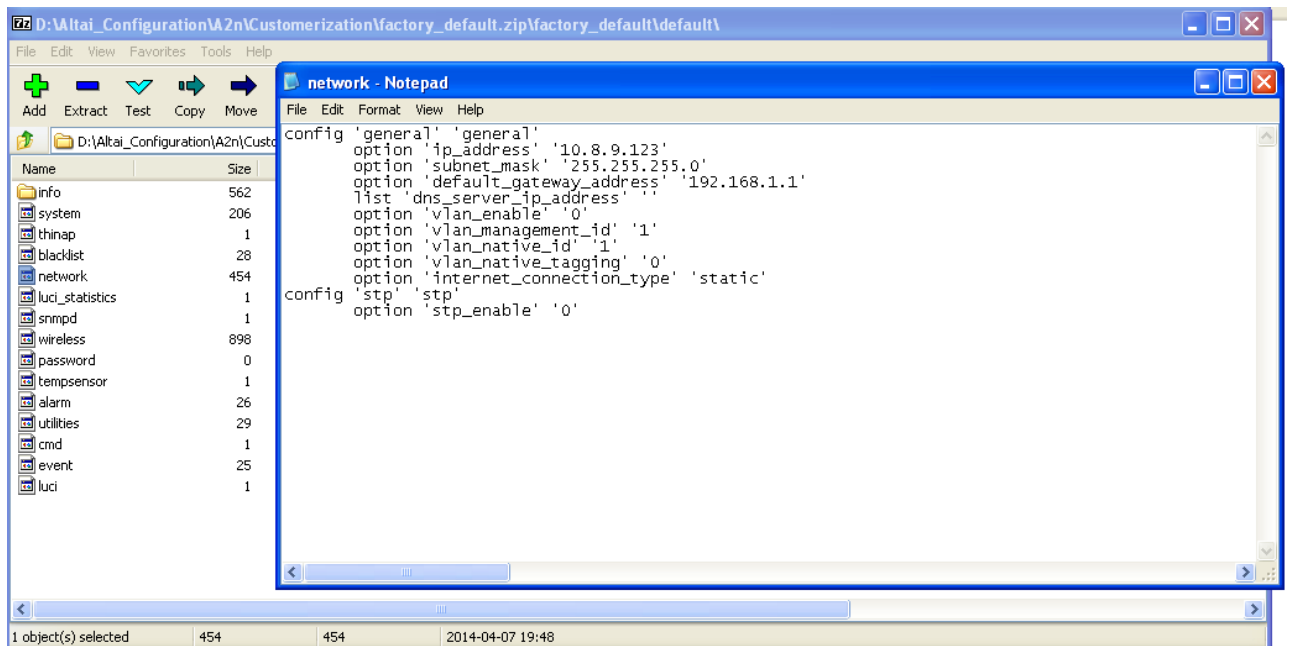 D:\Altai_Configuration\A2n\Customerization\factory_default.zip\factory_default\default\
File Edit View Favorites Tools Help
Add Extract Test Copy Move
D:\Altai_Configuration\A2n\Custo
Name Size
info 562
system 206
thinap 1
blacklist 28
network 454
luci_statistics 1
snmpd 1
wireless 898
password 0
tempsensor 1
alarm 26
utilities 29
cmd 1
event 25
luci 1
network - Notepad
File Edit Format View Help
config 'general' 'general'
option 'ip_address' '10.8.9.123'
option 'subnet_mask' '255.255.255.0'
option 'default_gateway_address' '192.168.1.1'
list 'dns_server_ip_address' ''
option 'vlan_enable' '0'
option 'vlan_management_id' '1'
option 'vlan_native_id' '1'
option 'vlan_native_tagging' '0'
option 'internet_connection_type' 'static'
config 'stp' 'stp'
option 'stp_enable' '0'
1 object(s) selected 454 454 2014-04-07 19:48